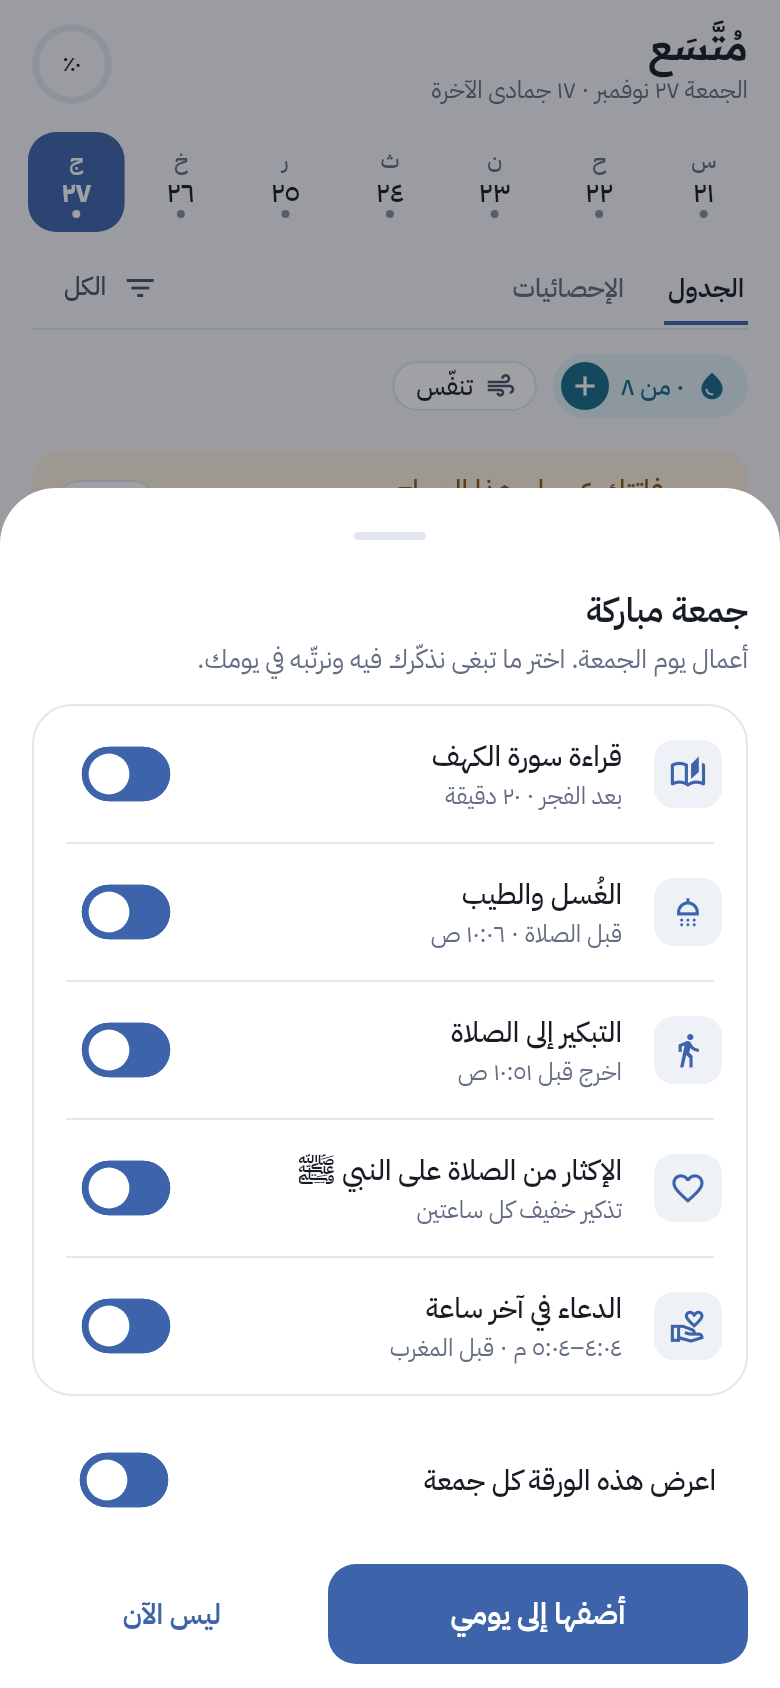 مُتَّسَع
٪٠
الجمعة ٢٧ نوفمبر · ١٧ جمادى الآخرة
س ح ن ث ر خ ج
٢١ ٢٢ ٢٣ ٢٤ ٢٥ ٢٦ ٢٧
الجدول الإحصائيات الكل
٠ من ٨ تنفّس
جمعة مباركة
أعمال يوم الجمعة. اختر ما تبغى نذكّرك فيه ونرتّبه في يومك.
قراءة سورة الكهف
بعد الفجر · ٢٠ دقيقة
الغُسل والطيب
قبل الصلاة · ١٠:٠٦ ص
التبكير إلى الصلاة
اخرج قبل ١٠:٥١ ص
الإكثار من الصلاة على النبي ﷺ
تذكير خفيف كل ساعتين
الدعاء في آخر ساعة
٤:٠٤–٥:٠٤ م · قبل المغرب
اعرض هذه الورقة كل جمعة
أضفها إلى يومي
ليس الآن